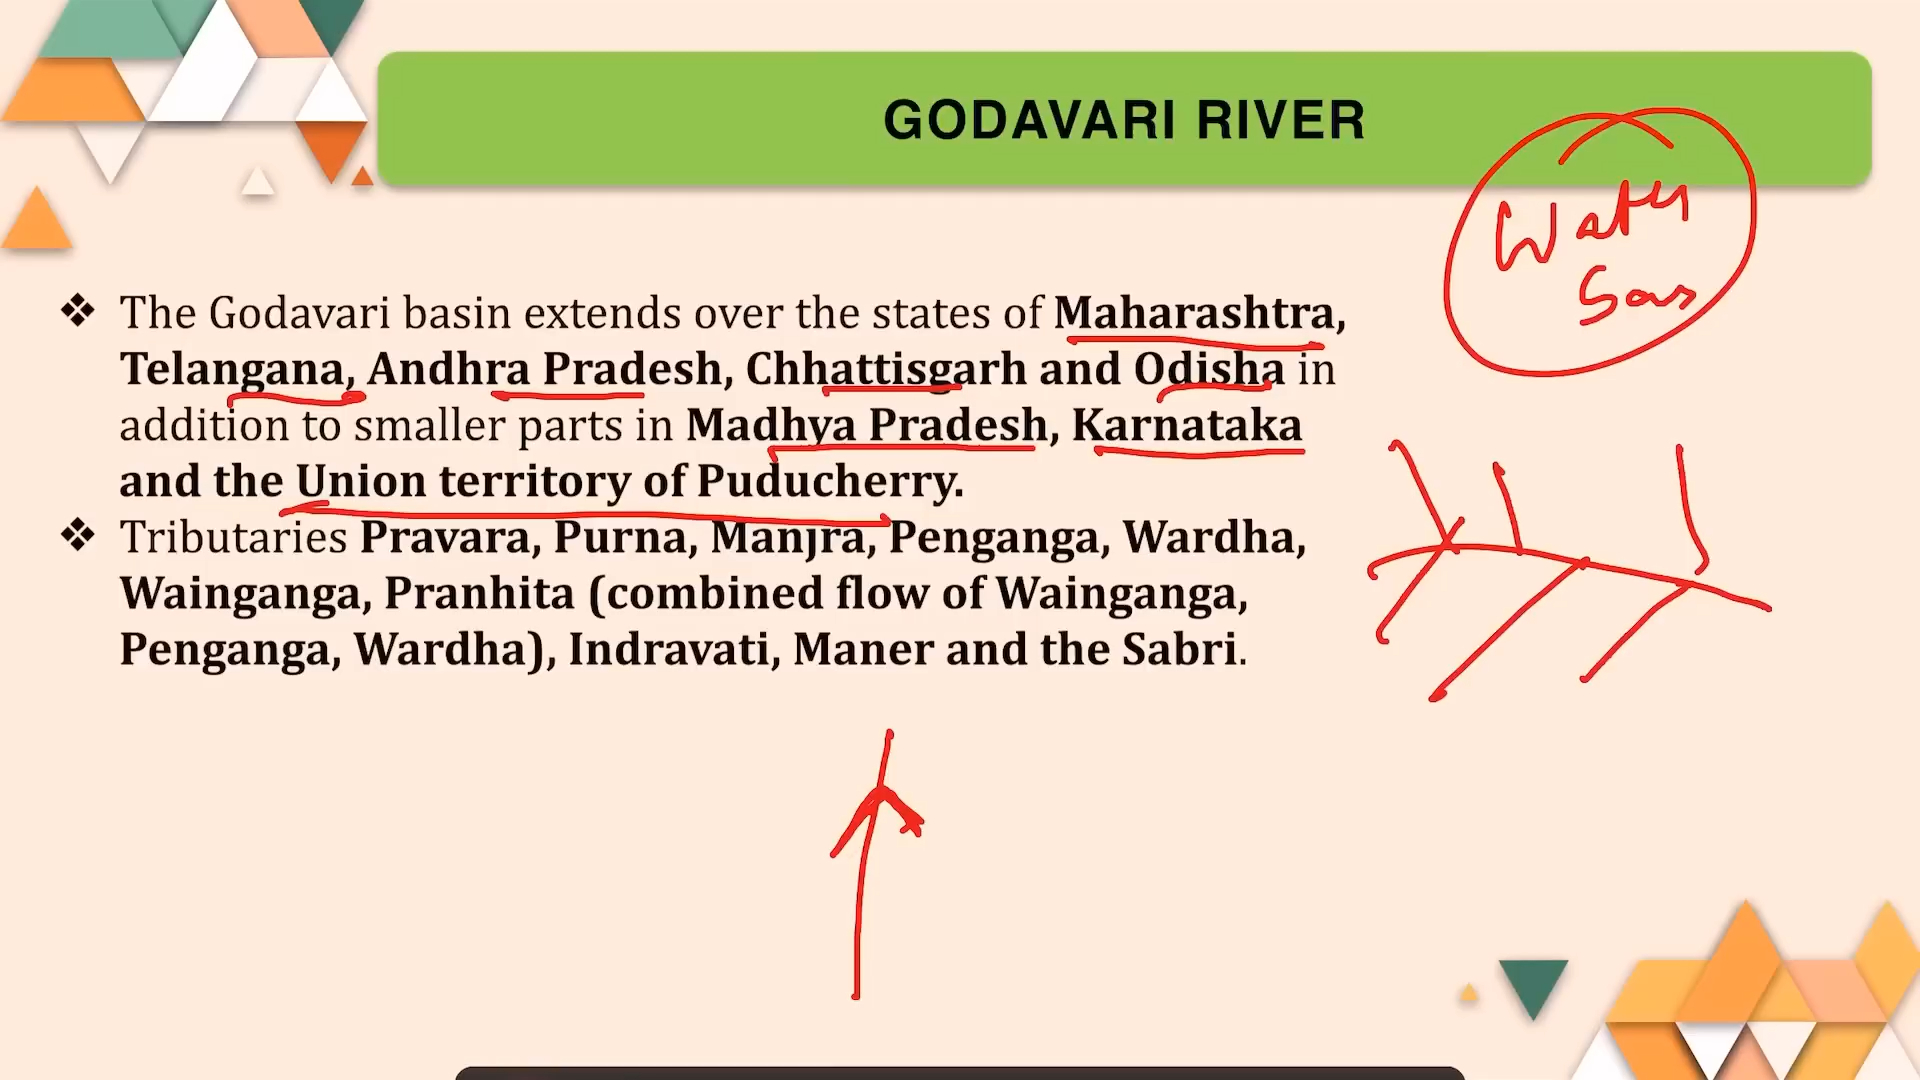 GODAVARI RIVER
❖ The Godavari basin extends over the states of Maharashtra,
Telangana, Andhra Pradesh, Chhattisgarh and Odisha in
addition to smaller parts in Madhya Pradesh, Karnataka
and the Union territory of Puducherry.
❖ Tributaries Pravara, Purna, Manjra, Penganga, Wardha,
Wainganga, Pranhita (combined flow of Wainganga,
Penganga, Wardha), Indravati, Maner and the Sabri.